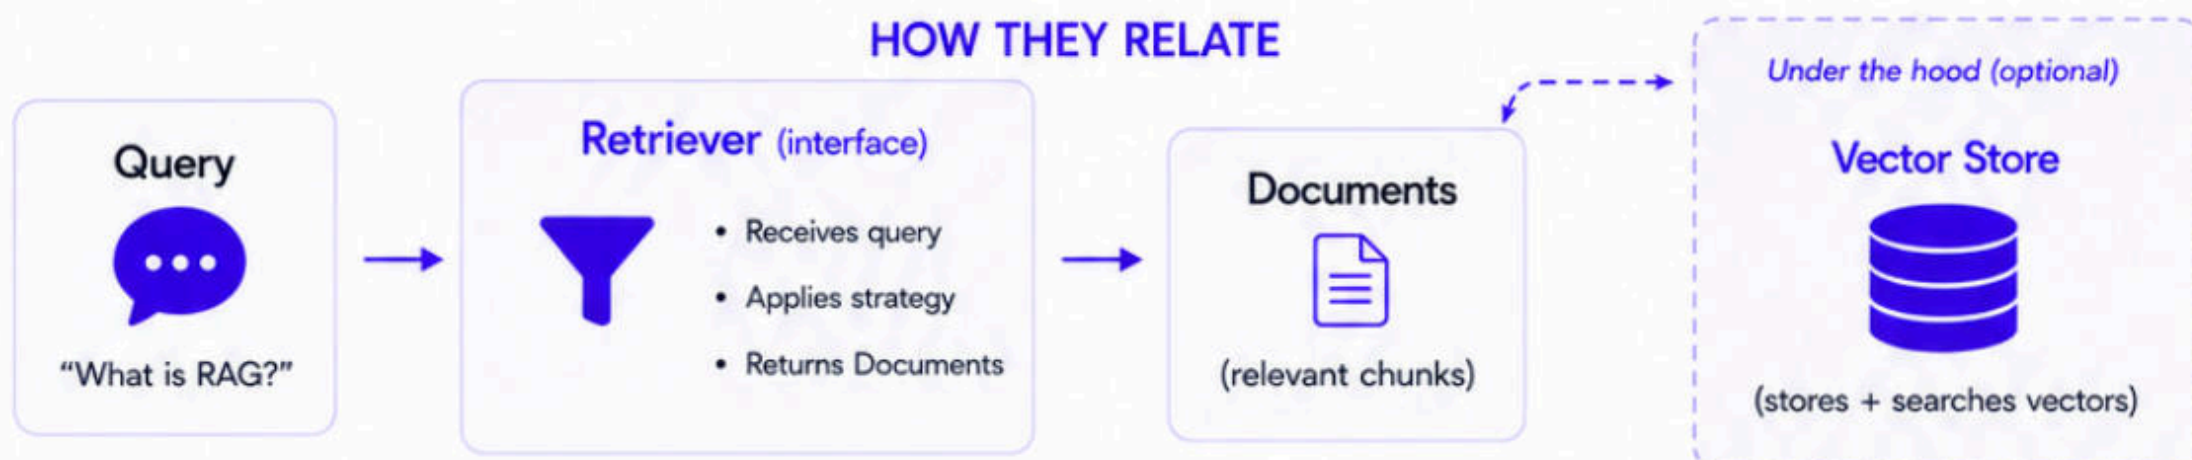 HOW THEY RELATE
Query
“What is RAG?”
Retriever (interface)
• Receives query
• Applies strategy
• Returns Documents
Documents
(relevant chunks)
Under the hood (optional)
Vector Store
(stores + searches vectors)